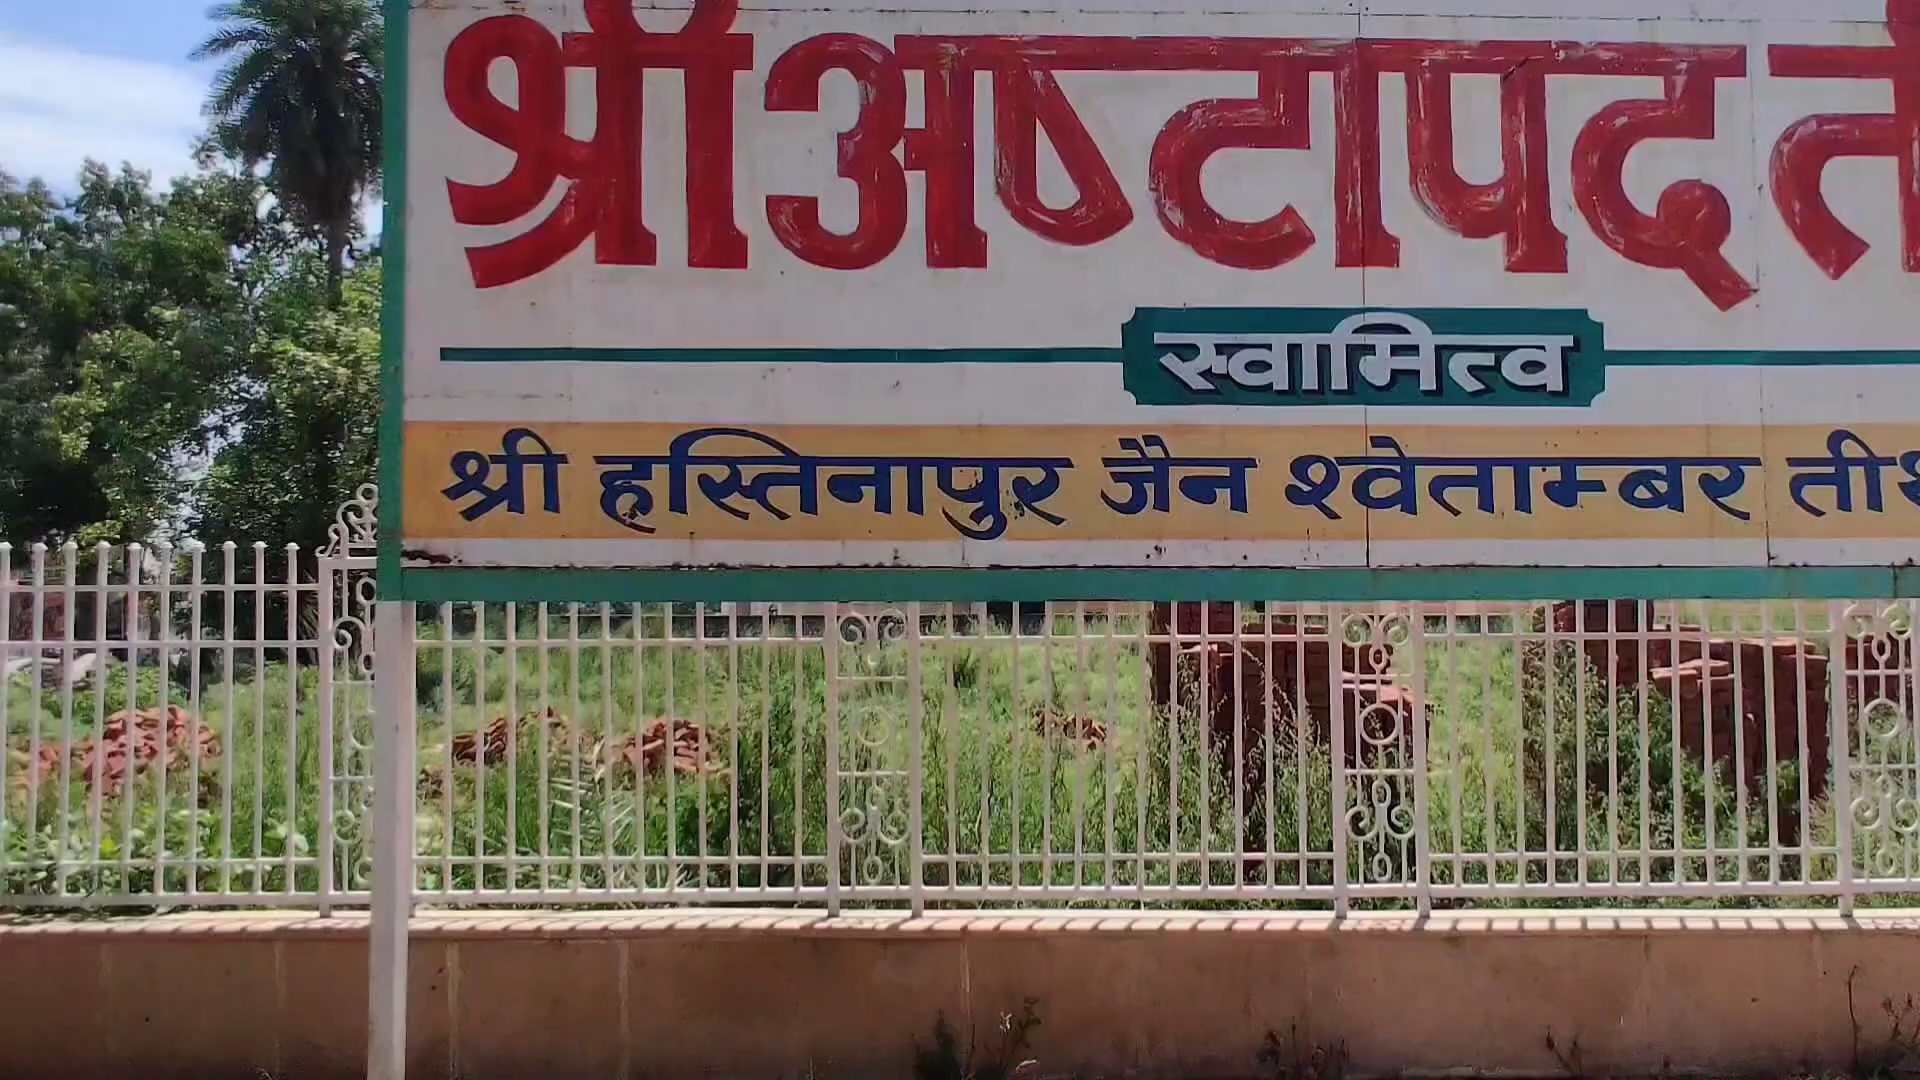 श्री अष्टापद
स्वामित्व
श्री हस्तिनापुर जैन श्वेताम्बर